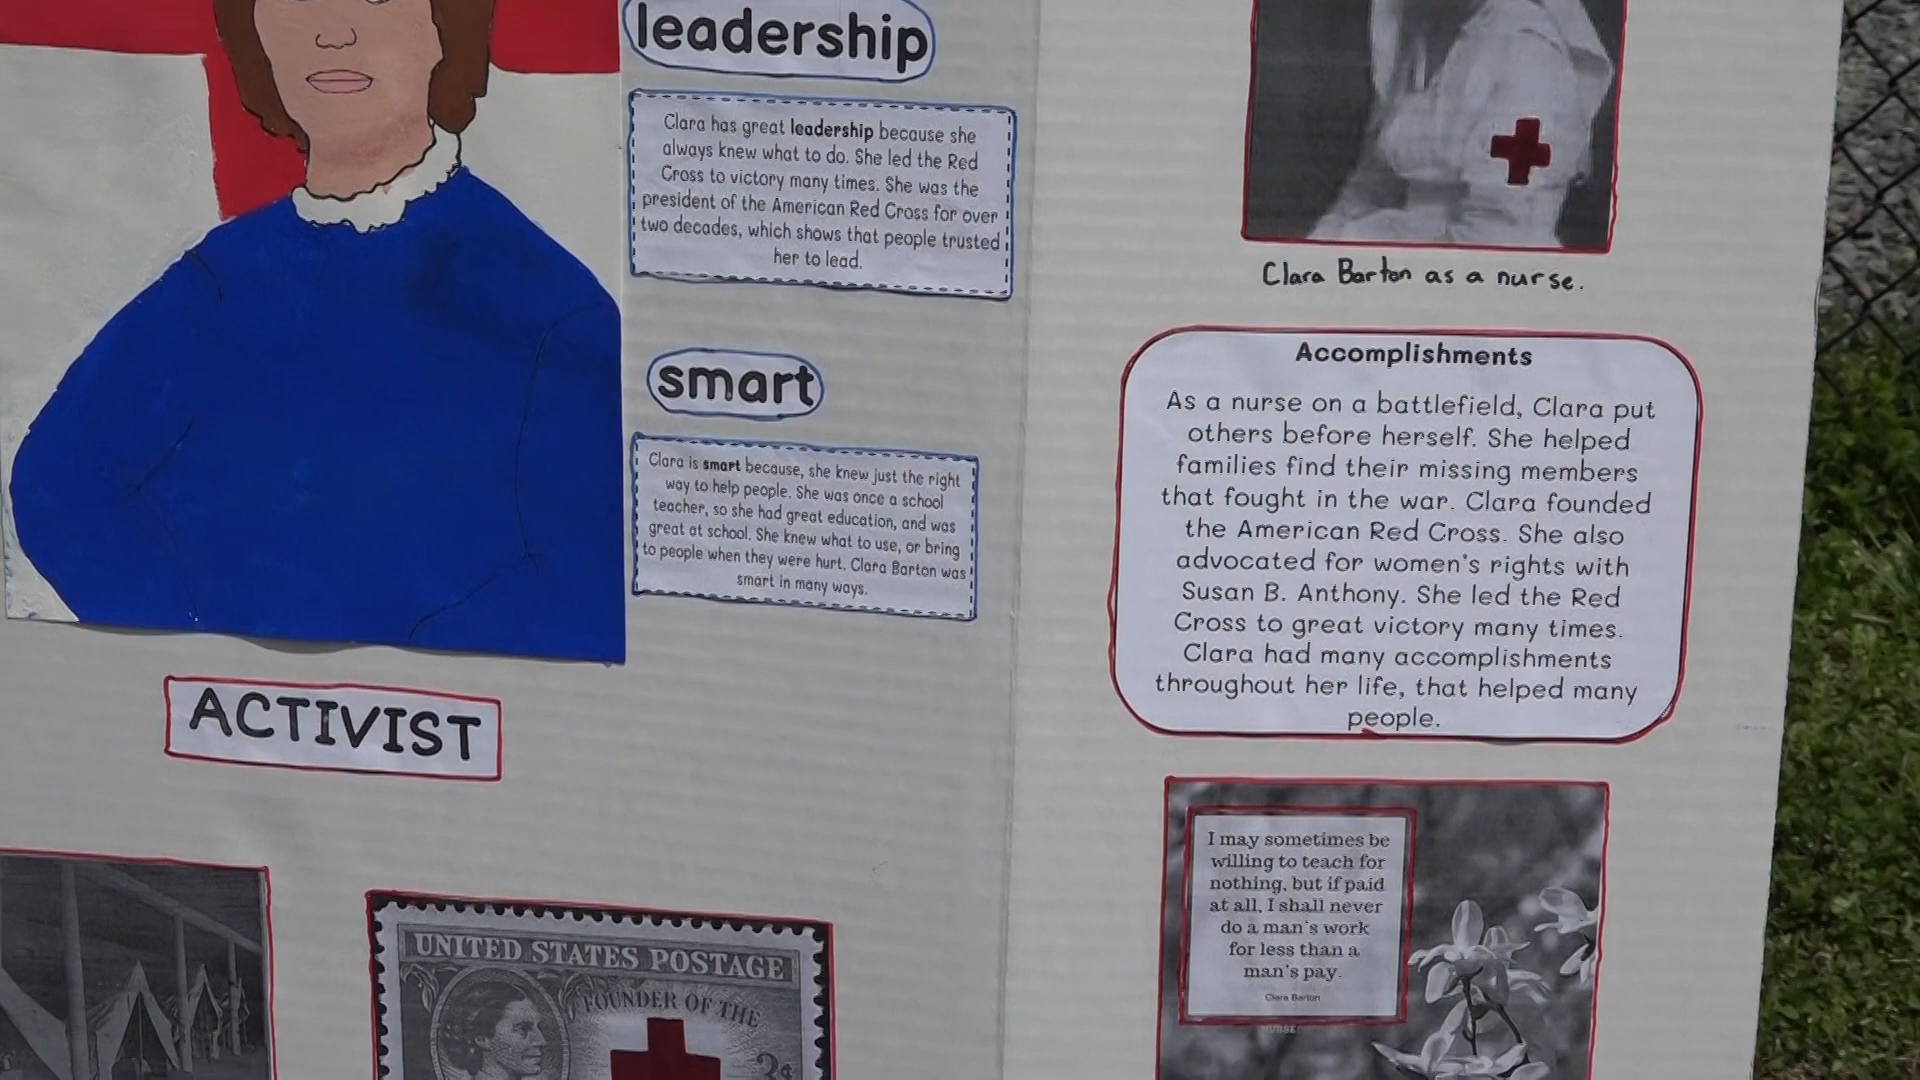 leadership
Clara has great leadership because she
always knew what to do. She led the Red
Cross to victory many times. She was the
president of the American Red Cross for over
two decades, which shows that people trusted
her to lead.
smart
Clara is smart because, she knew just the right
way to help people. She was once a school
teacher, so she had great education, and was
great at school. She knew what to use, or bring
to people when they were hurt. Clara Barton was
smart in many ways.
ACTIVIST
UNITED STATES POSTAGE
FOUNDER OF THE
3¢
Clara Barton as a nurse.
Accomplishments
As a nurse on a battlefield, Clara put
others before herself. She helped
families find their missing members
that fought in the war. Clara founded
the American Red Cross. She also
advocated for women's rights with
Susan B. Anthony. She led the Red
Cross to great victory many times.
Clara had many accomplishments
throughout her life, that helped many
people.
I may sometimes be
willing to teach for
nothing, but if paid
at all, I shall never
do a man's work
for less than a
man's pay.
Clara Barton